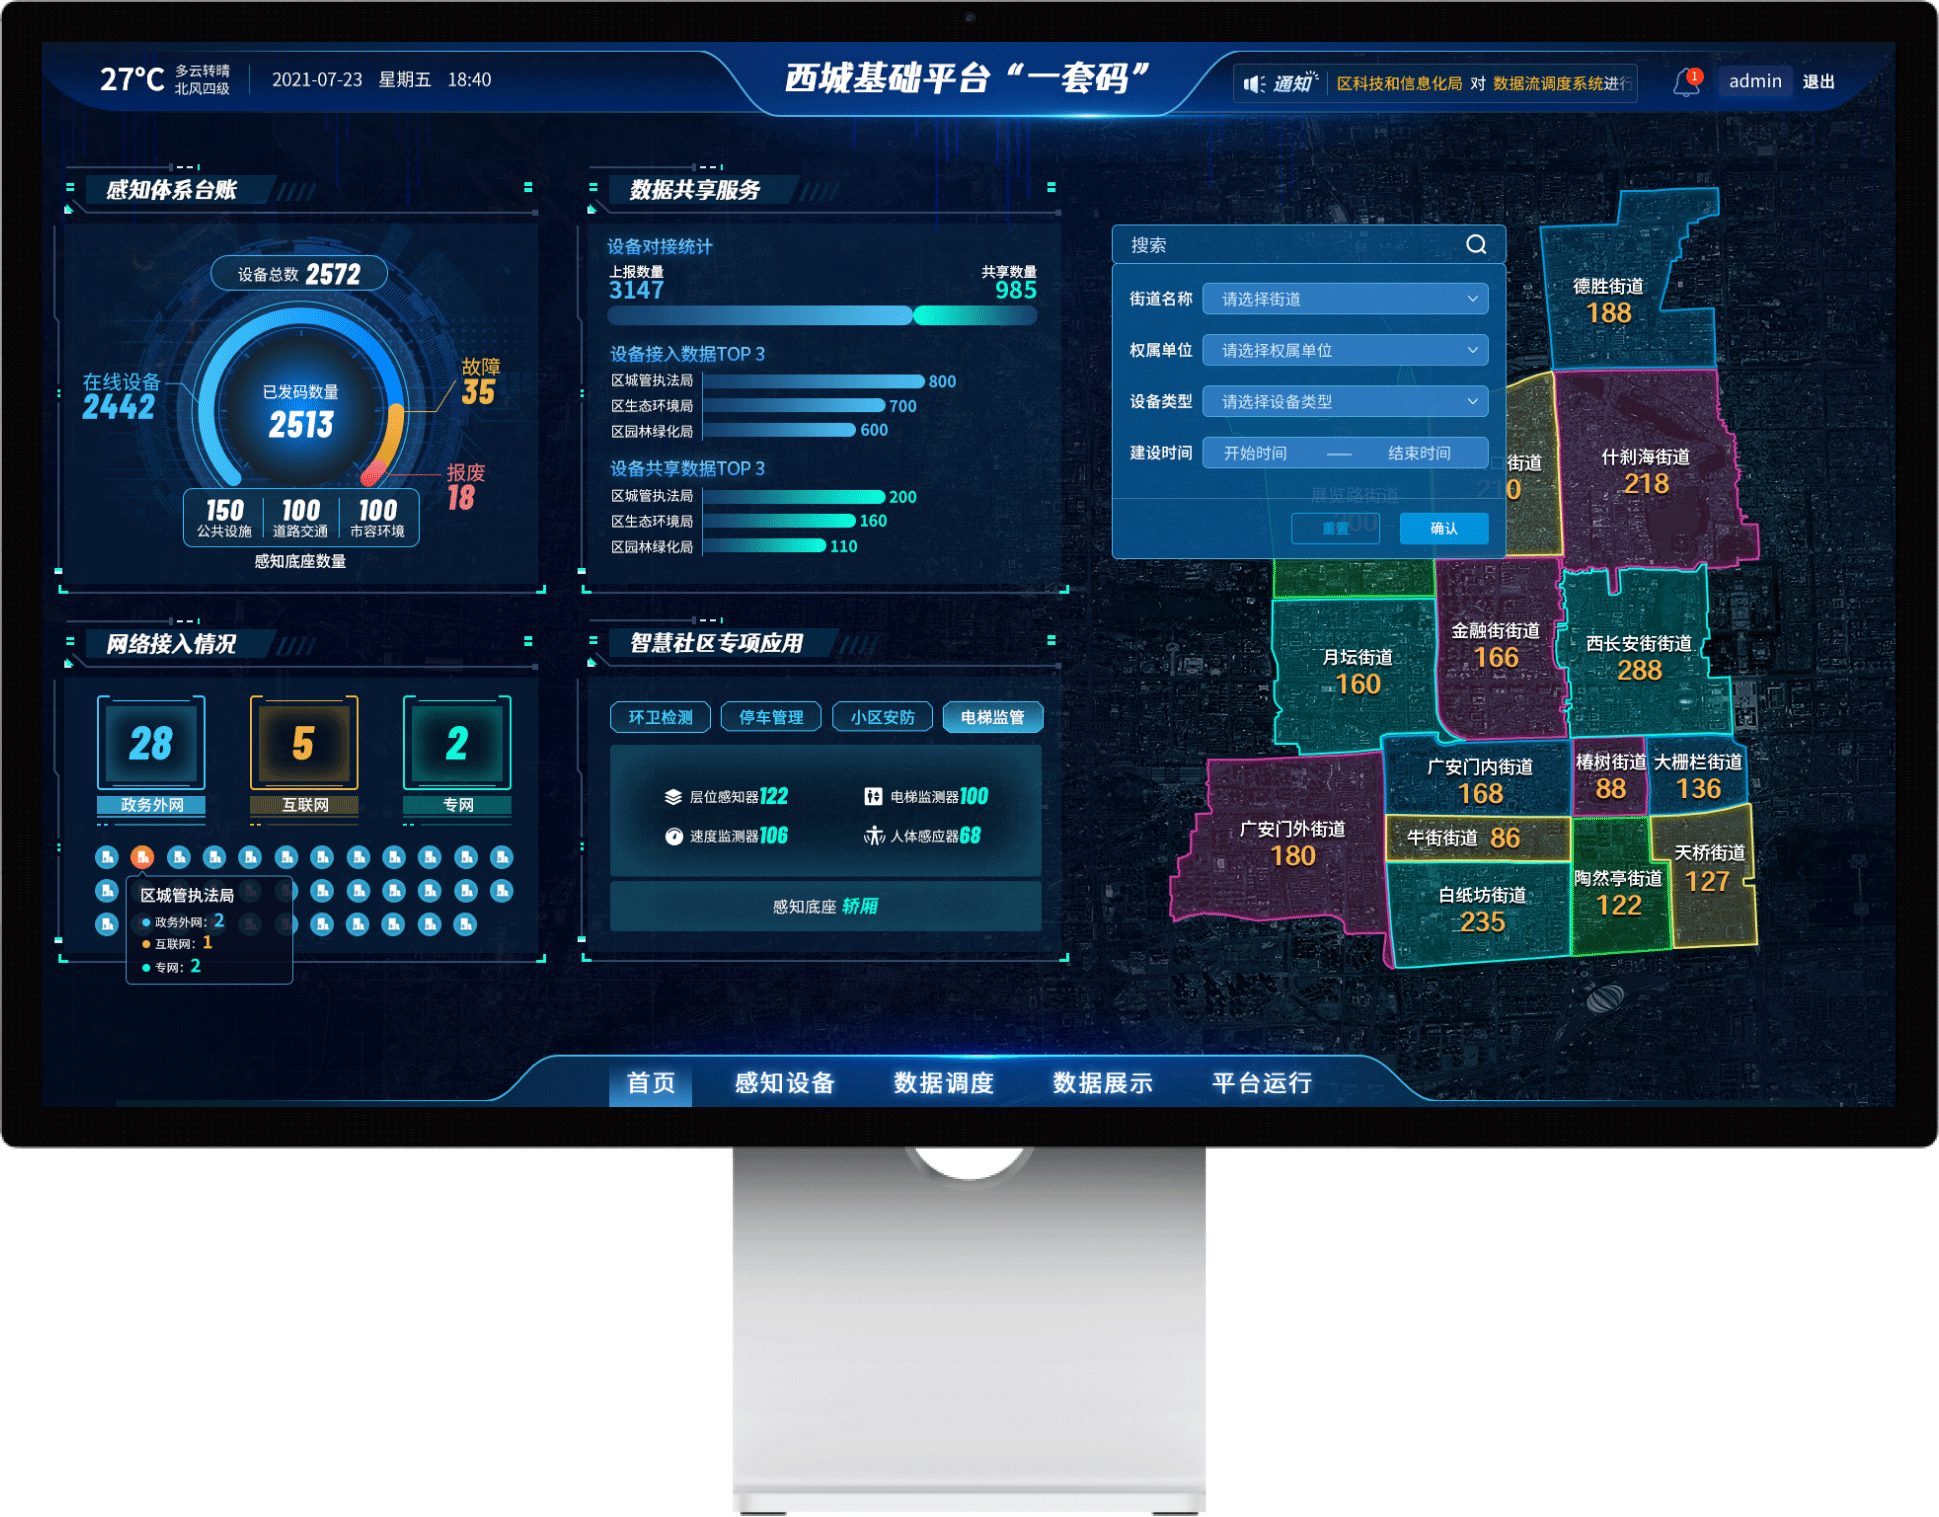 27℃
多云转晴
北风四级
2021-07-23 星期五 18:40
西城基础平台“一套码”
通知
区科技和信息化局 对 数据流调度系统进行
1
admin
退出
感知体系台账
设备总数 2572
在线设备
2442
已发码数量
2513
故障
35
报废
18
150
公共设施
100
道路交通
100
市容环境
感知底座数量
数据共享服务
设备对接统计
上报数量
3147
共享数量
985
设备接入数据TOP 3
区城管执法局 800
区生态环境局 700
区园林绿化局 600
设备共享数据TOP 3
区城管执法局 200
区生态环境局 160
区园林绿化局 110
网络接入情况
28
政务外网
5
互联网
2
专网
区城管执法局
政务外网: 2
互联网: 1
专网: 2
智慧社区专项应用
环卫检测
停车管理
小区安防
电梯监管
层位感知器122
电梯监测器100
速度监测器106
人体感应器68
感知底座 轿厢
搜索
街道名称 请选择街道
权属单位 请选择权属单位
设备类型 请选择设备类型
建设时间 开始时间 —— 结束时间
展览路街道
重置
确认
德胜街道
188
街道
什刹海街道
218
月坛街道
160
金融街街道
166
西长安街街道
288
广安门内街道
168
椿树街道
88
大栅栏街道
136
广安门外街道
180
牛街街道 86
白纸坊街道
235
陶然亭街道
122
天桥街道
127
首页
感知设备
数据调度
数据展示
平台运行